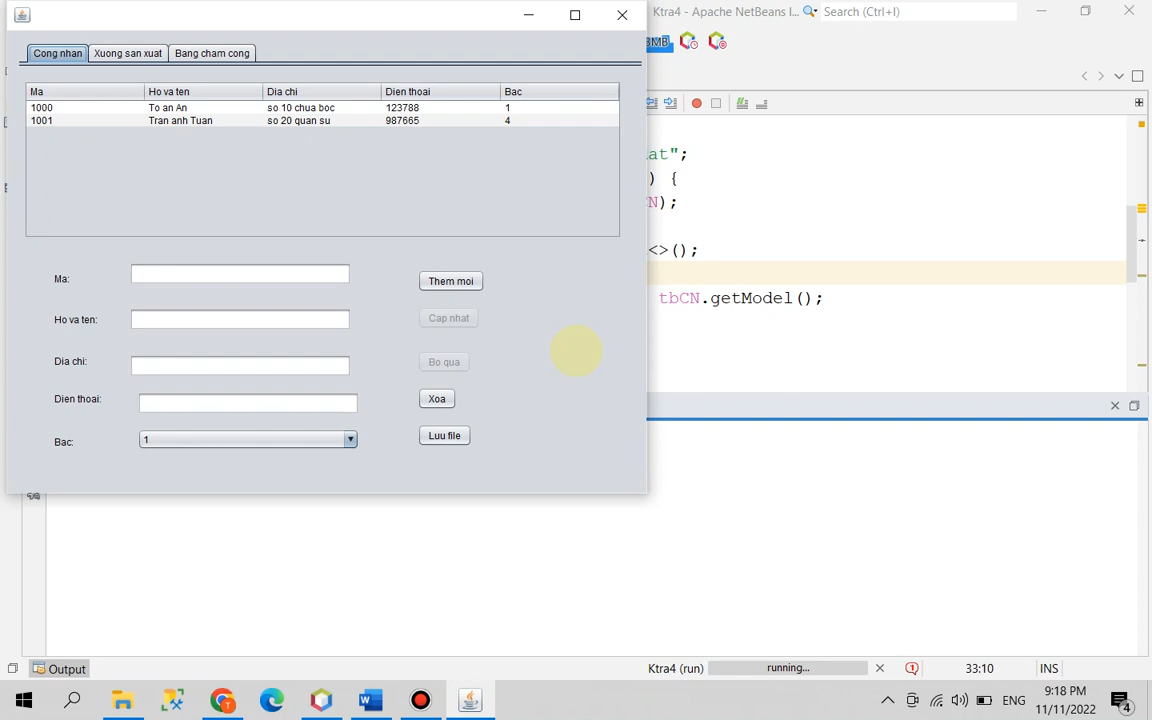 Ktra4 - Apache NetBeans I...
Search (Ctrl+I)
Cong nhan
Xuong san xuat
Bang cham cong
Ma
Ho va ten
Dia chi
Dien thoai
Bac
1000
To an An
so 10 chua boc
123788
1
1001
Tran anh Tuan
so 20 quan su
987665
4
at";
) {
N);
<>();
tbCN.getModel();
Ma:
Them moi
Ho va ten:
Cap nhat
Dia chi:
Bo qua
Dien thoai:
Xoa
Bac:
1
Luu file
Output
Ktra4 (run)
running...
33:10
INS
ENG
9:18 PM
11/11/2022
4